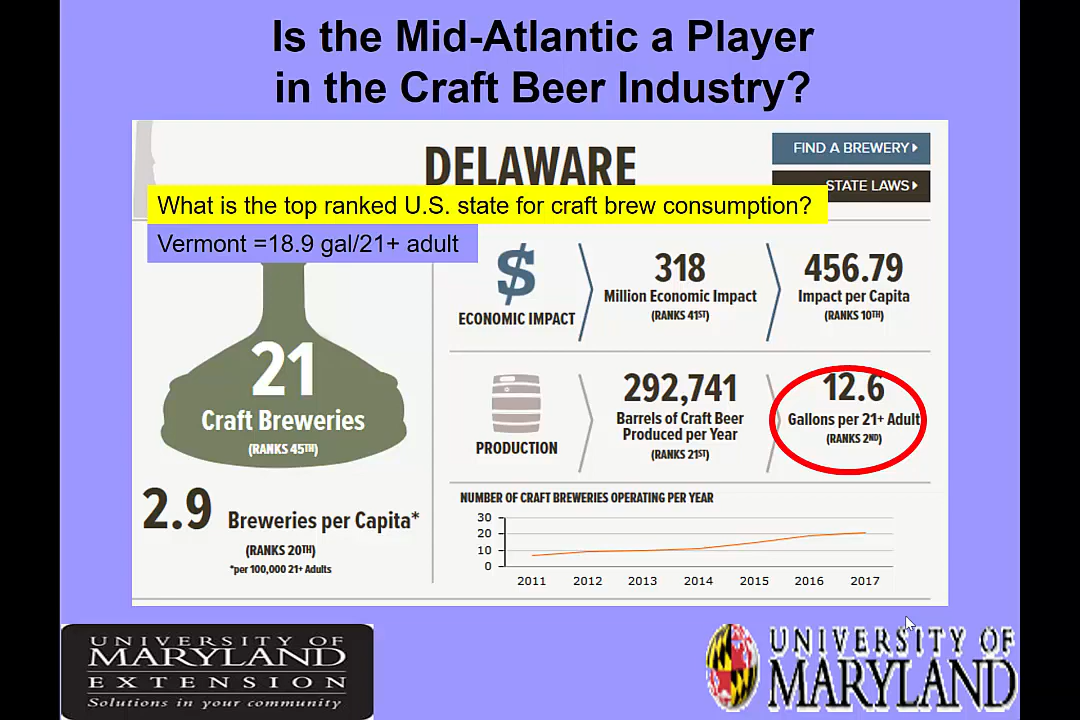 Is the Mid-Atlantic a Player
in the Craft Beer Industry?
DELAWARE
FIND A BREWERY
STATE LAWS
What is the top ranked U.S. state for craft brew consumption?
Vermont =18.9 gal/21+ adult
21
Craft Breweries
(RANKS 45TH)
2.9 Breweries per Capita*
(RANKS 20TH)
*per 100,000 21+ Adults
$
ECONOMIC IMPACT
318
Million Economic Impact
(RANKS 41ST)
456.79
Impact per Capita
(RANKS 10TH)
PRODUCTION
292,741
Barrels of Craft Beer
Produced per Year
(RANKS 21ST)
12.6
Gallons per 21+ Adult
(RANKS 2ND)
NUMBER OF CRAFT BREWERIES OPERATING PER YEAR
30
20
10
0
2011 2012 2013 2014 2015 2016 2017
UNIVERSITY OF
MARYLAND
EXTENSION
Solutions in your community
UNIVERSITY OF
MARYLAND